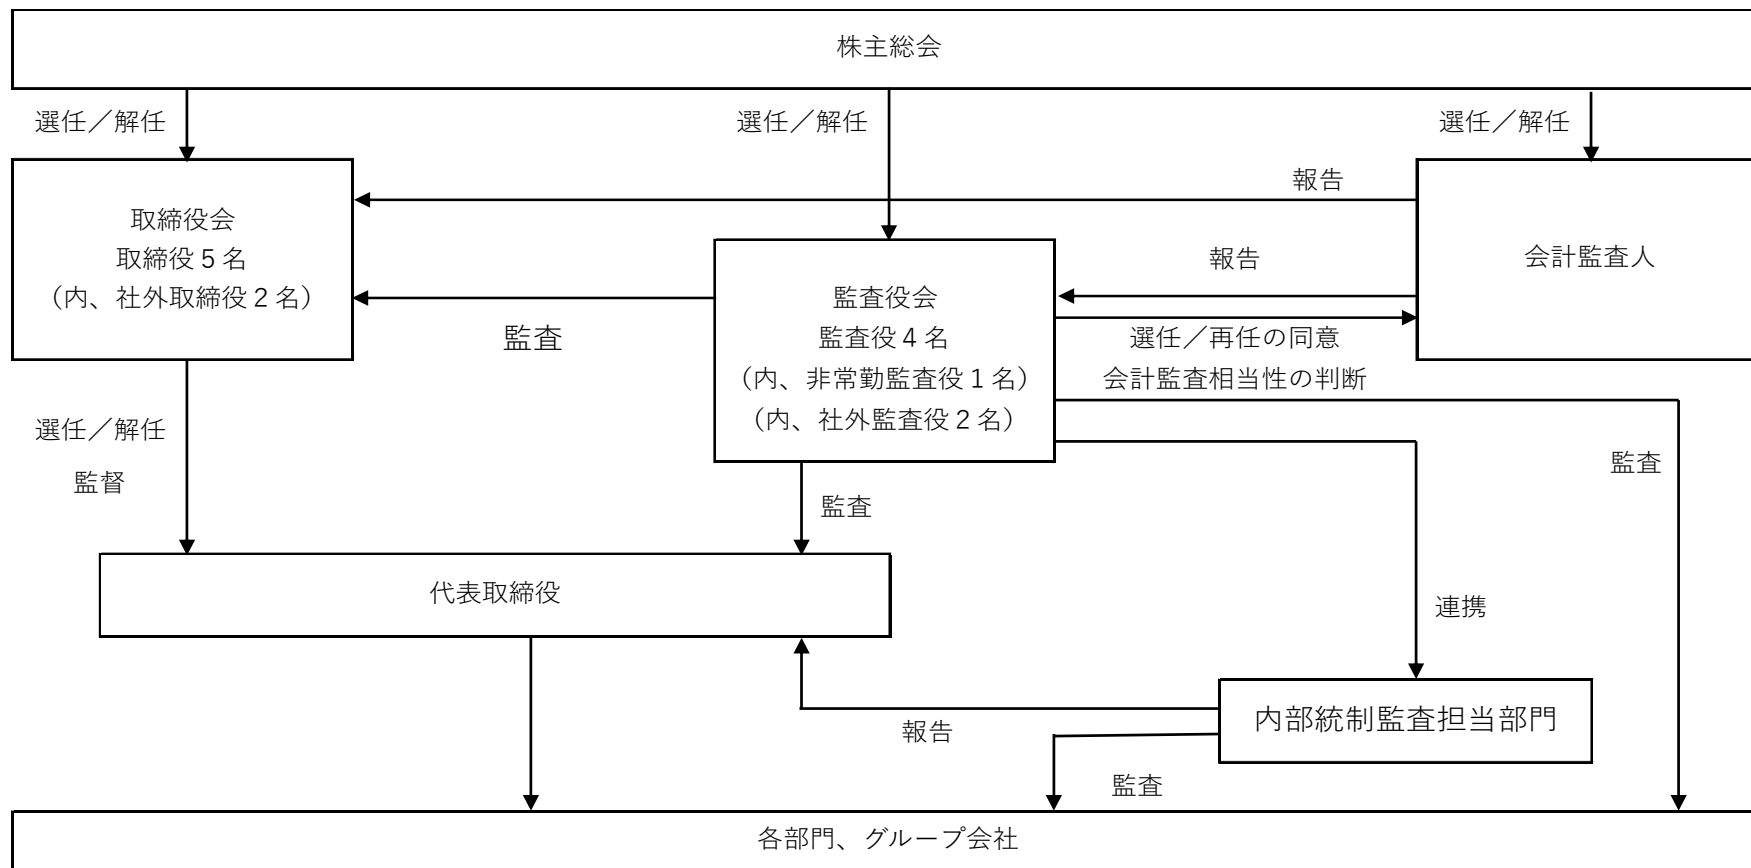 株主総会
選任／解任
選任／解任
選任／解任
報告
取締役会
取締役５名
（内、社外取締役２名）
会計監査人
報告
監査役会
監査役４名
（内、非常勤監査役１名）
（内、社外監査役２名）
監査
選任／再任の同意
会計監査相当性の判断
選任／解任
監督
監査
監査
代表取締役
連携
内部統制監査担当部門
報告
監査
各部門、グループ会社